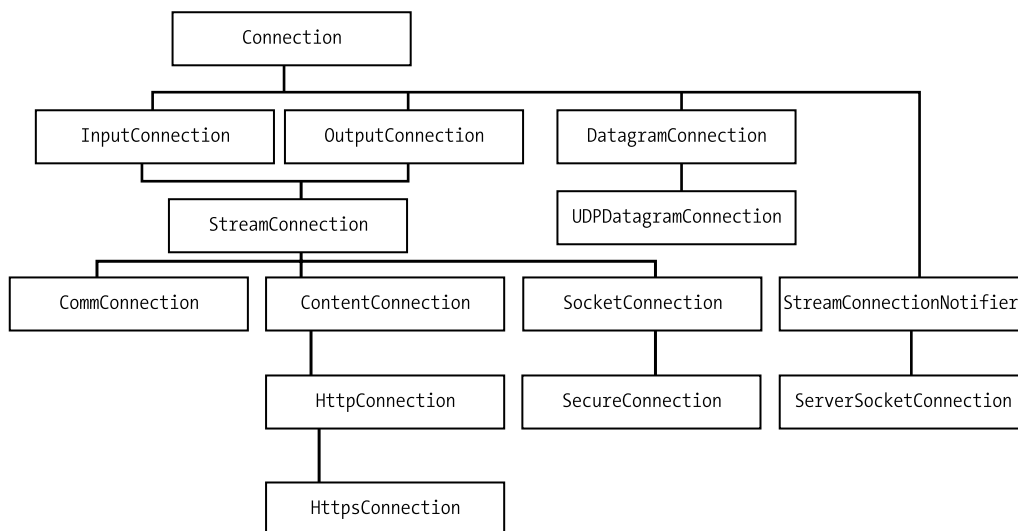 Connection
InputConnection
OutputConnection
DatagramConnection
StreamConnection
UDPDatagramConnection
CommConnection
ContentConnection
SocketConnection
StreamConnectionNotifier
HttpConnection
SecureConnection
ServerSocketConnection
HttpsConnection